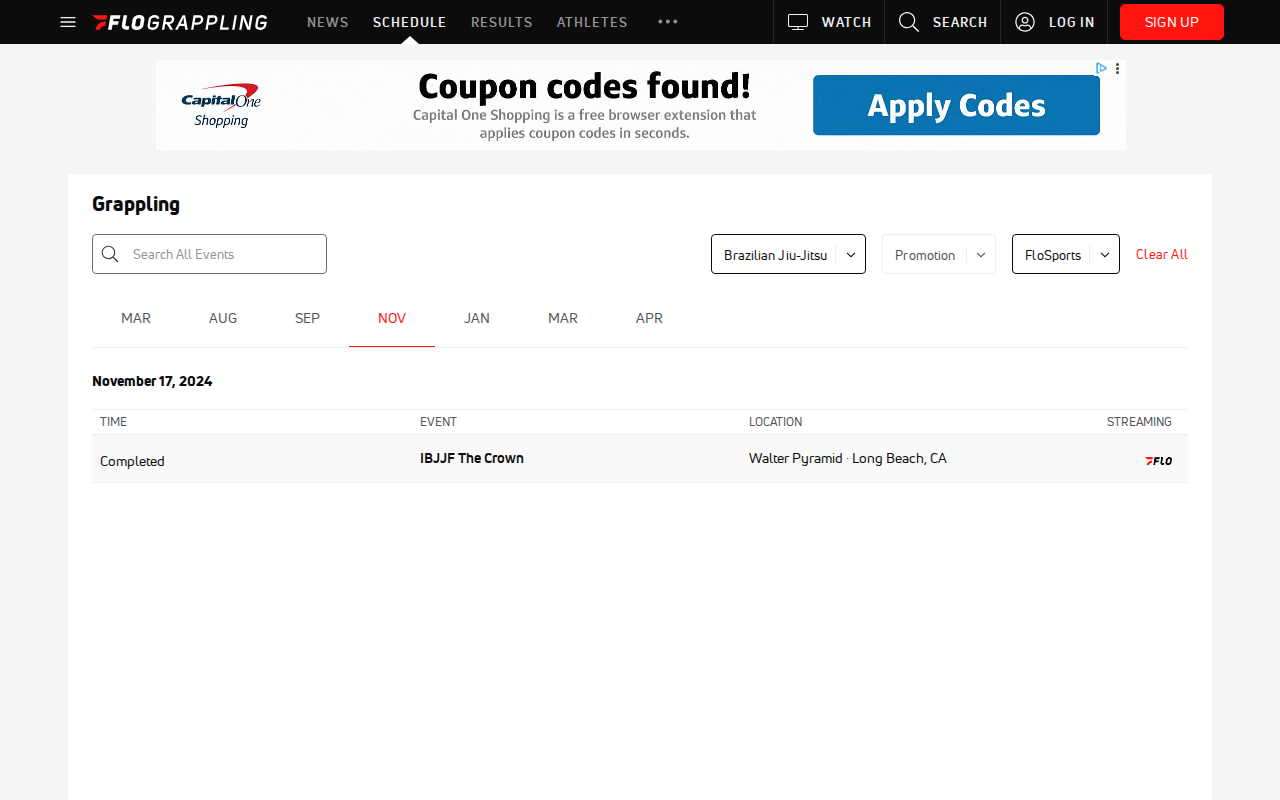 FLOGRAPPLING NEWS SCHEDULE RESULTS ATHLETES WATCH SEARCH LOG IN SIGN UP
Capital One Shopping
Coupon codes found!
Capital One Shopping is a free browser extension that
applies coupon codes in seconds.
Apply Codes
Grappling
Search All Events Brazilian Jiu-Jitsu Promotion FloSports Clear All
MAR AUG SEP NOV JAN MAR APR
November 17, 2024
TIME EVENT LOCATION STREAMING
Completed IBJJF The Crown Walter Pyramid · Long Beach, CA FLO